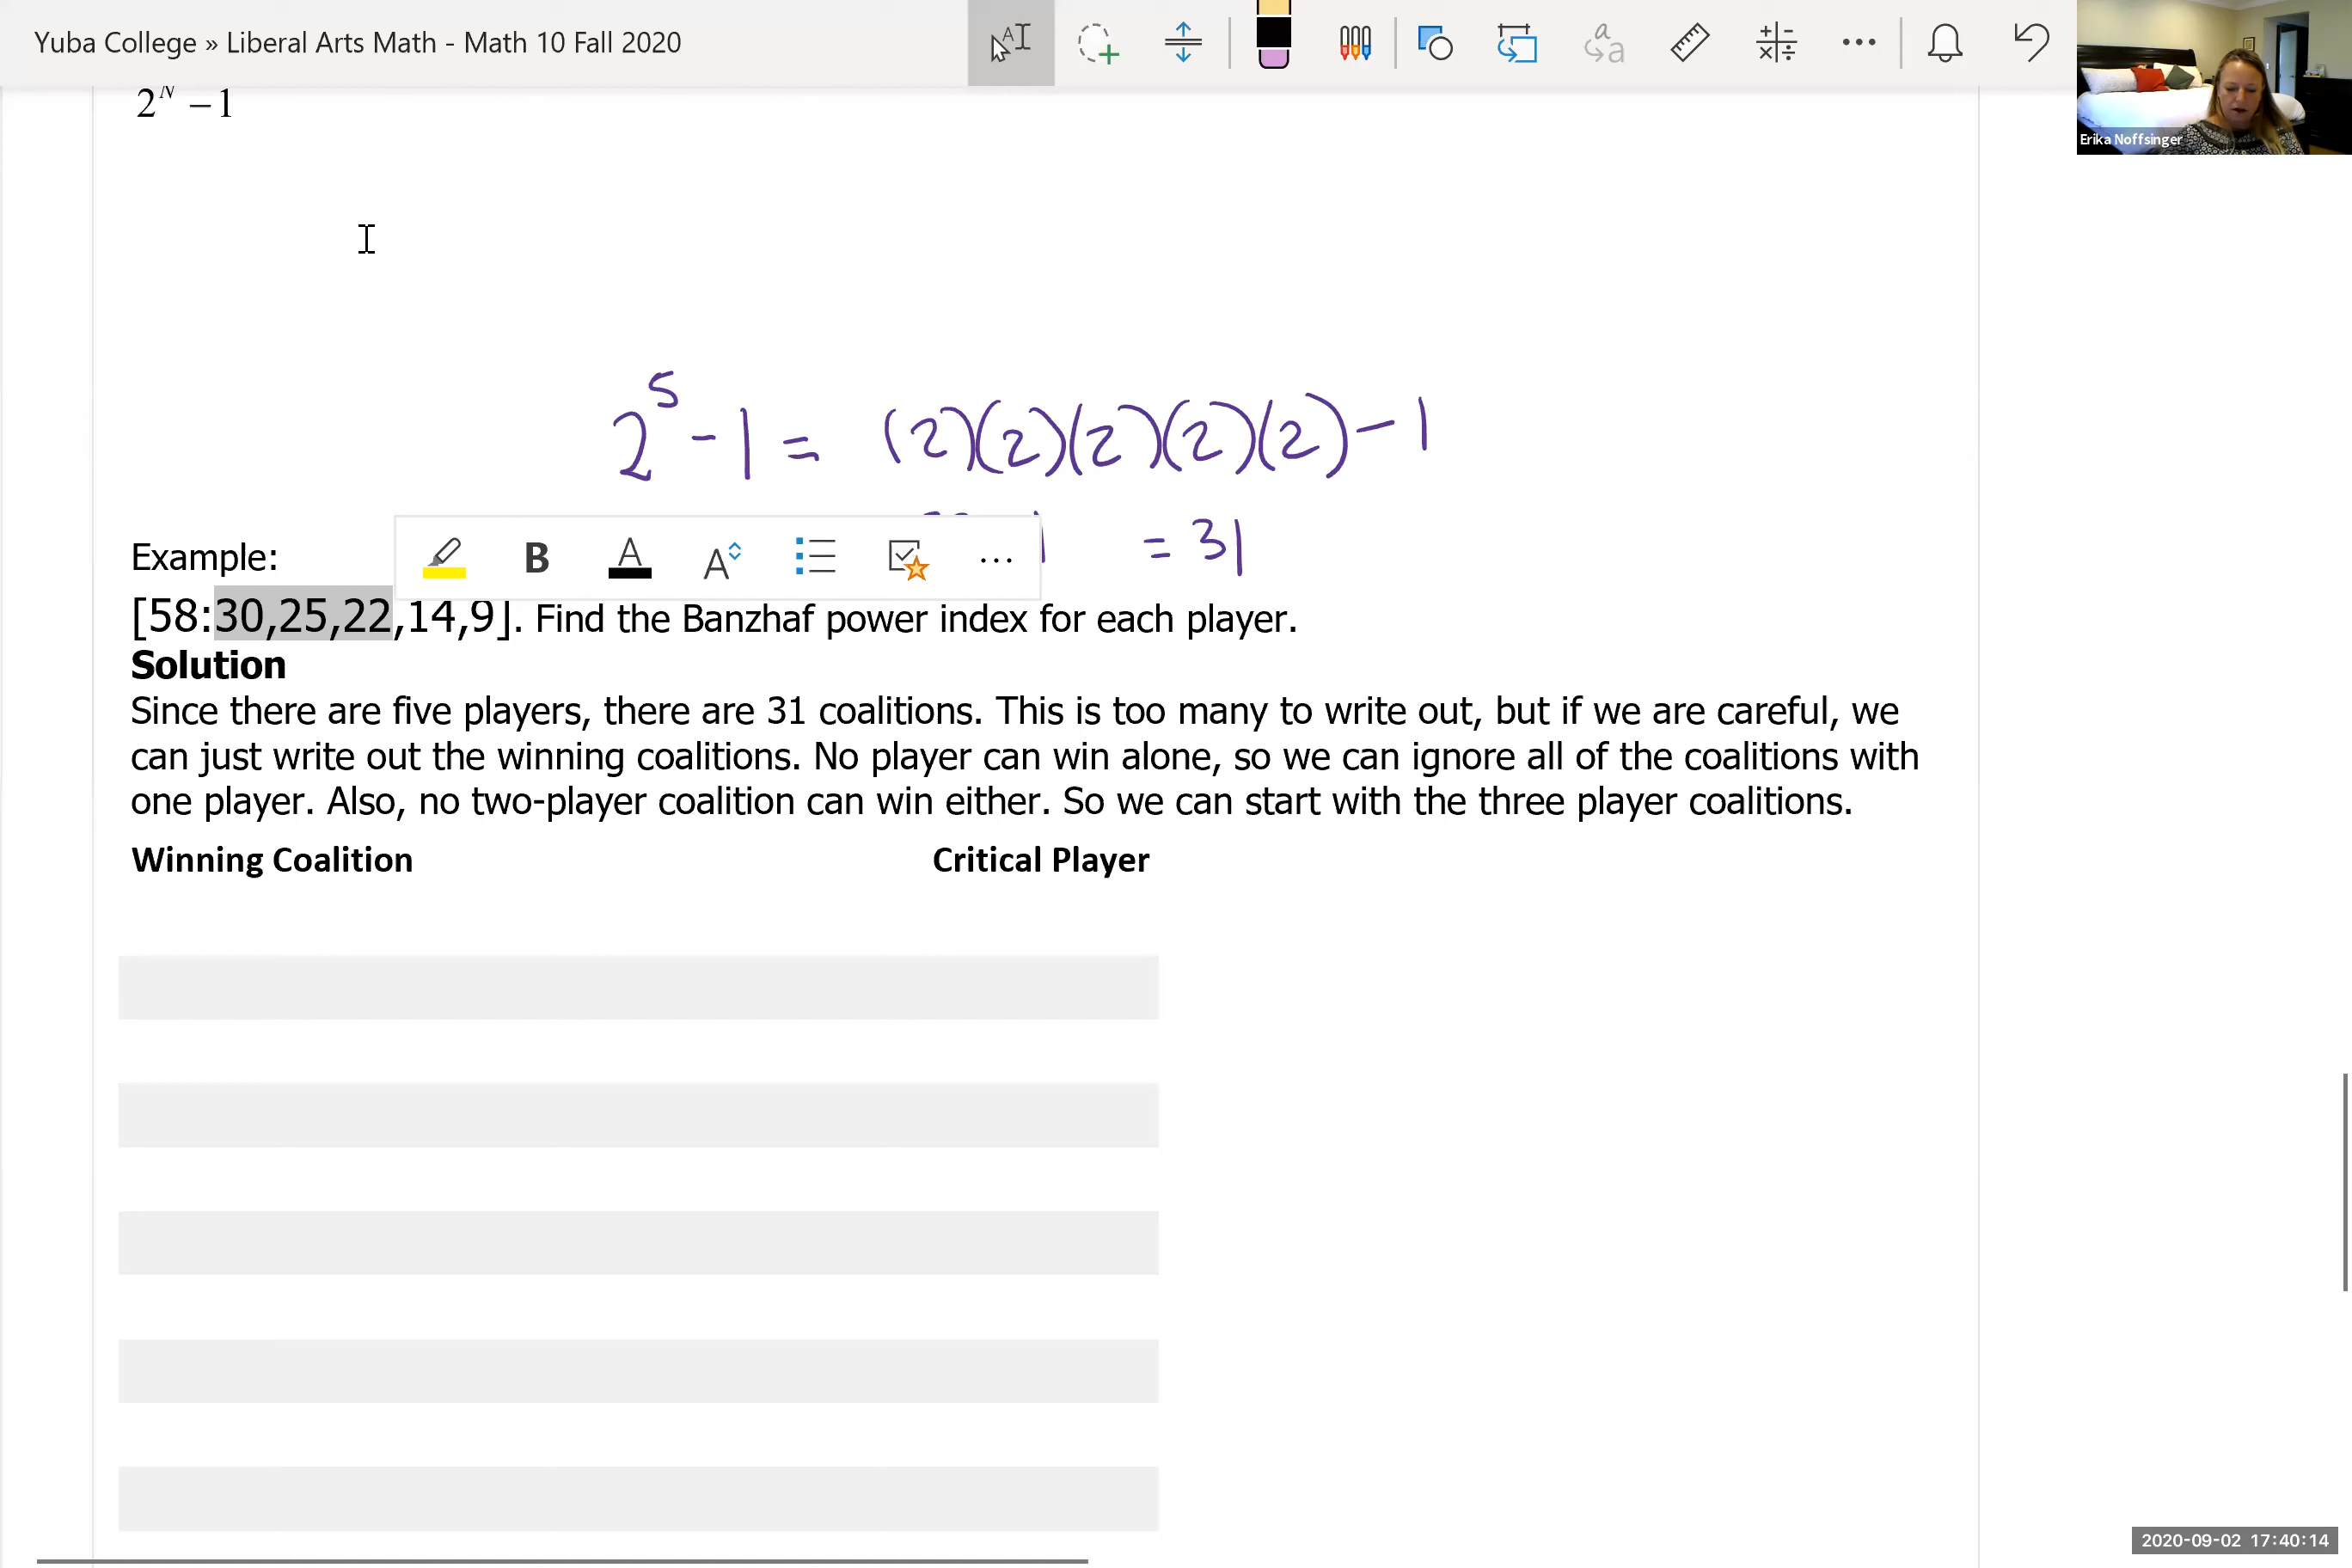 Yuba College » Liberal Arts Math - Math 10 Fall 2020
Erika Noffsinger
2^N − 1
2^5 - 1 = (2)(2)(2)(2)(2) - 1
= 31
Example:
[58:30,25,22,14,9]. Find the Banzhaf power index for each player.
Solution
Since there are five players, there are 31 coalitions. This is too many to write out, but if we are careful, we
can just write out the winning coalitions. No player can win alone, so we can ignore all of the coalitions with
one player. Also, no two-player coalition can win either. So we can start with the three player coalitions.
Winning Coalition Critical Player
2020-09-02 17:40:14